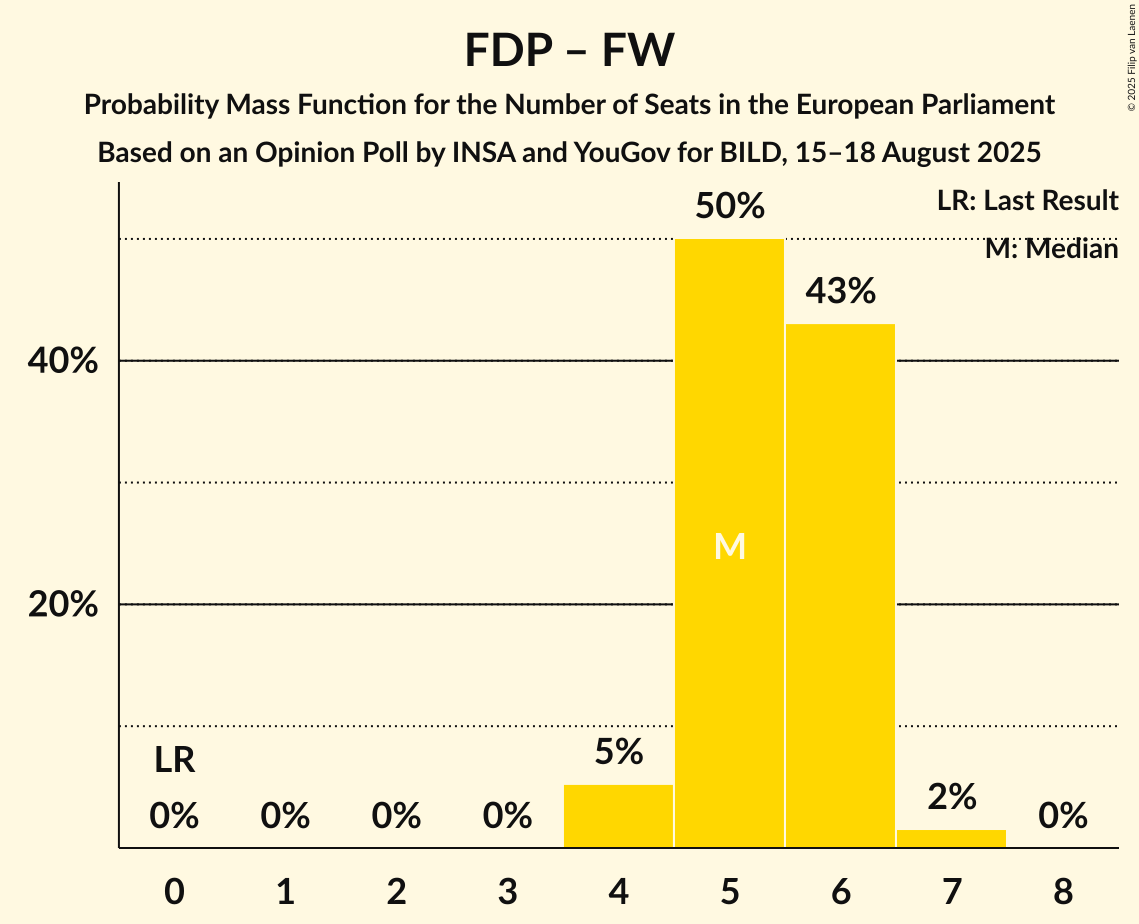 FDP – FW
Probability Mass Function for the Number of Seats in the European Parliament
Based on an Opinion Poll by INSA and YouGov for BILD, 15–18 August 2025
© 2025 Filip van Laenen
LR: Last Result
M: Median
50%
43%
40%
M
20%
LR
5%
2%
0% 0% 0% 0% 0%
0 1 2 3 4 5 6 7 8